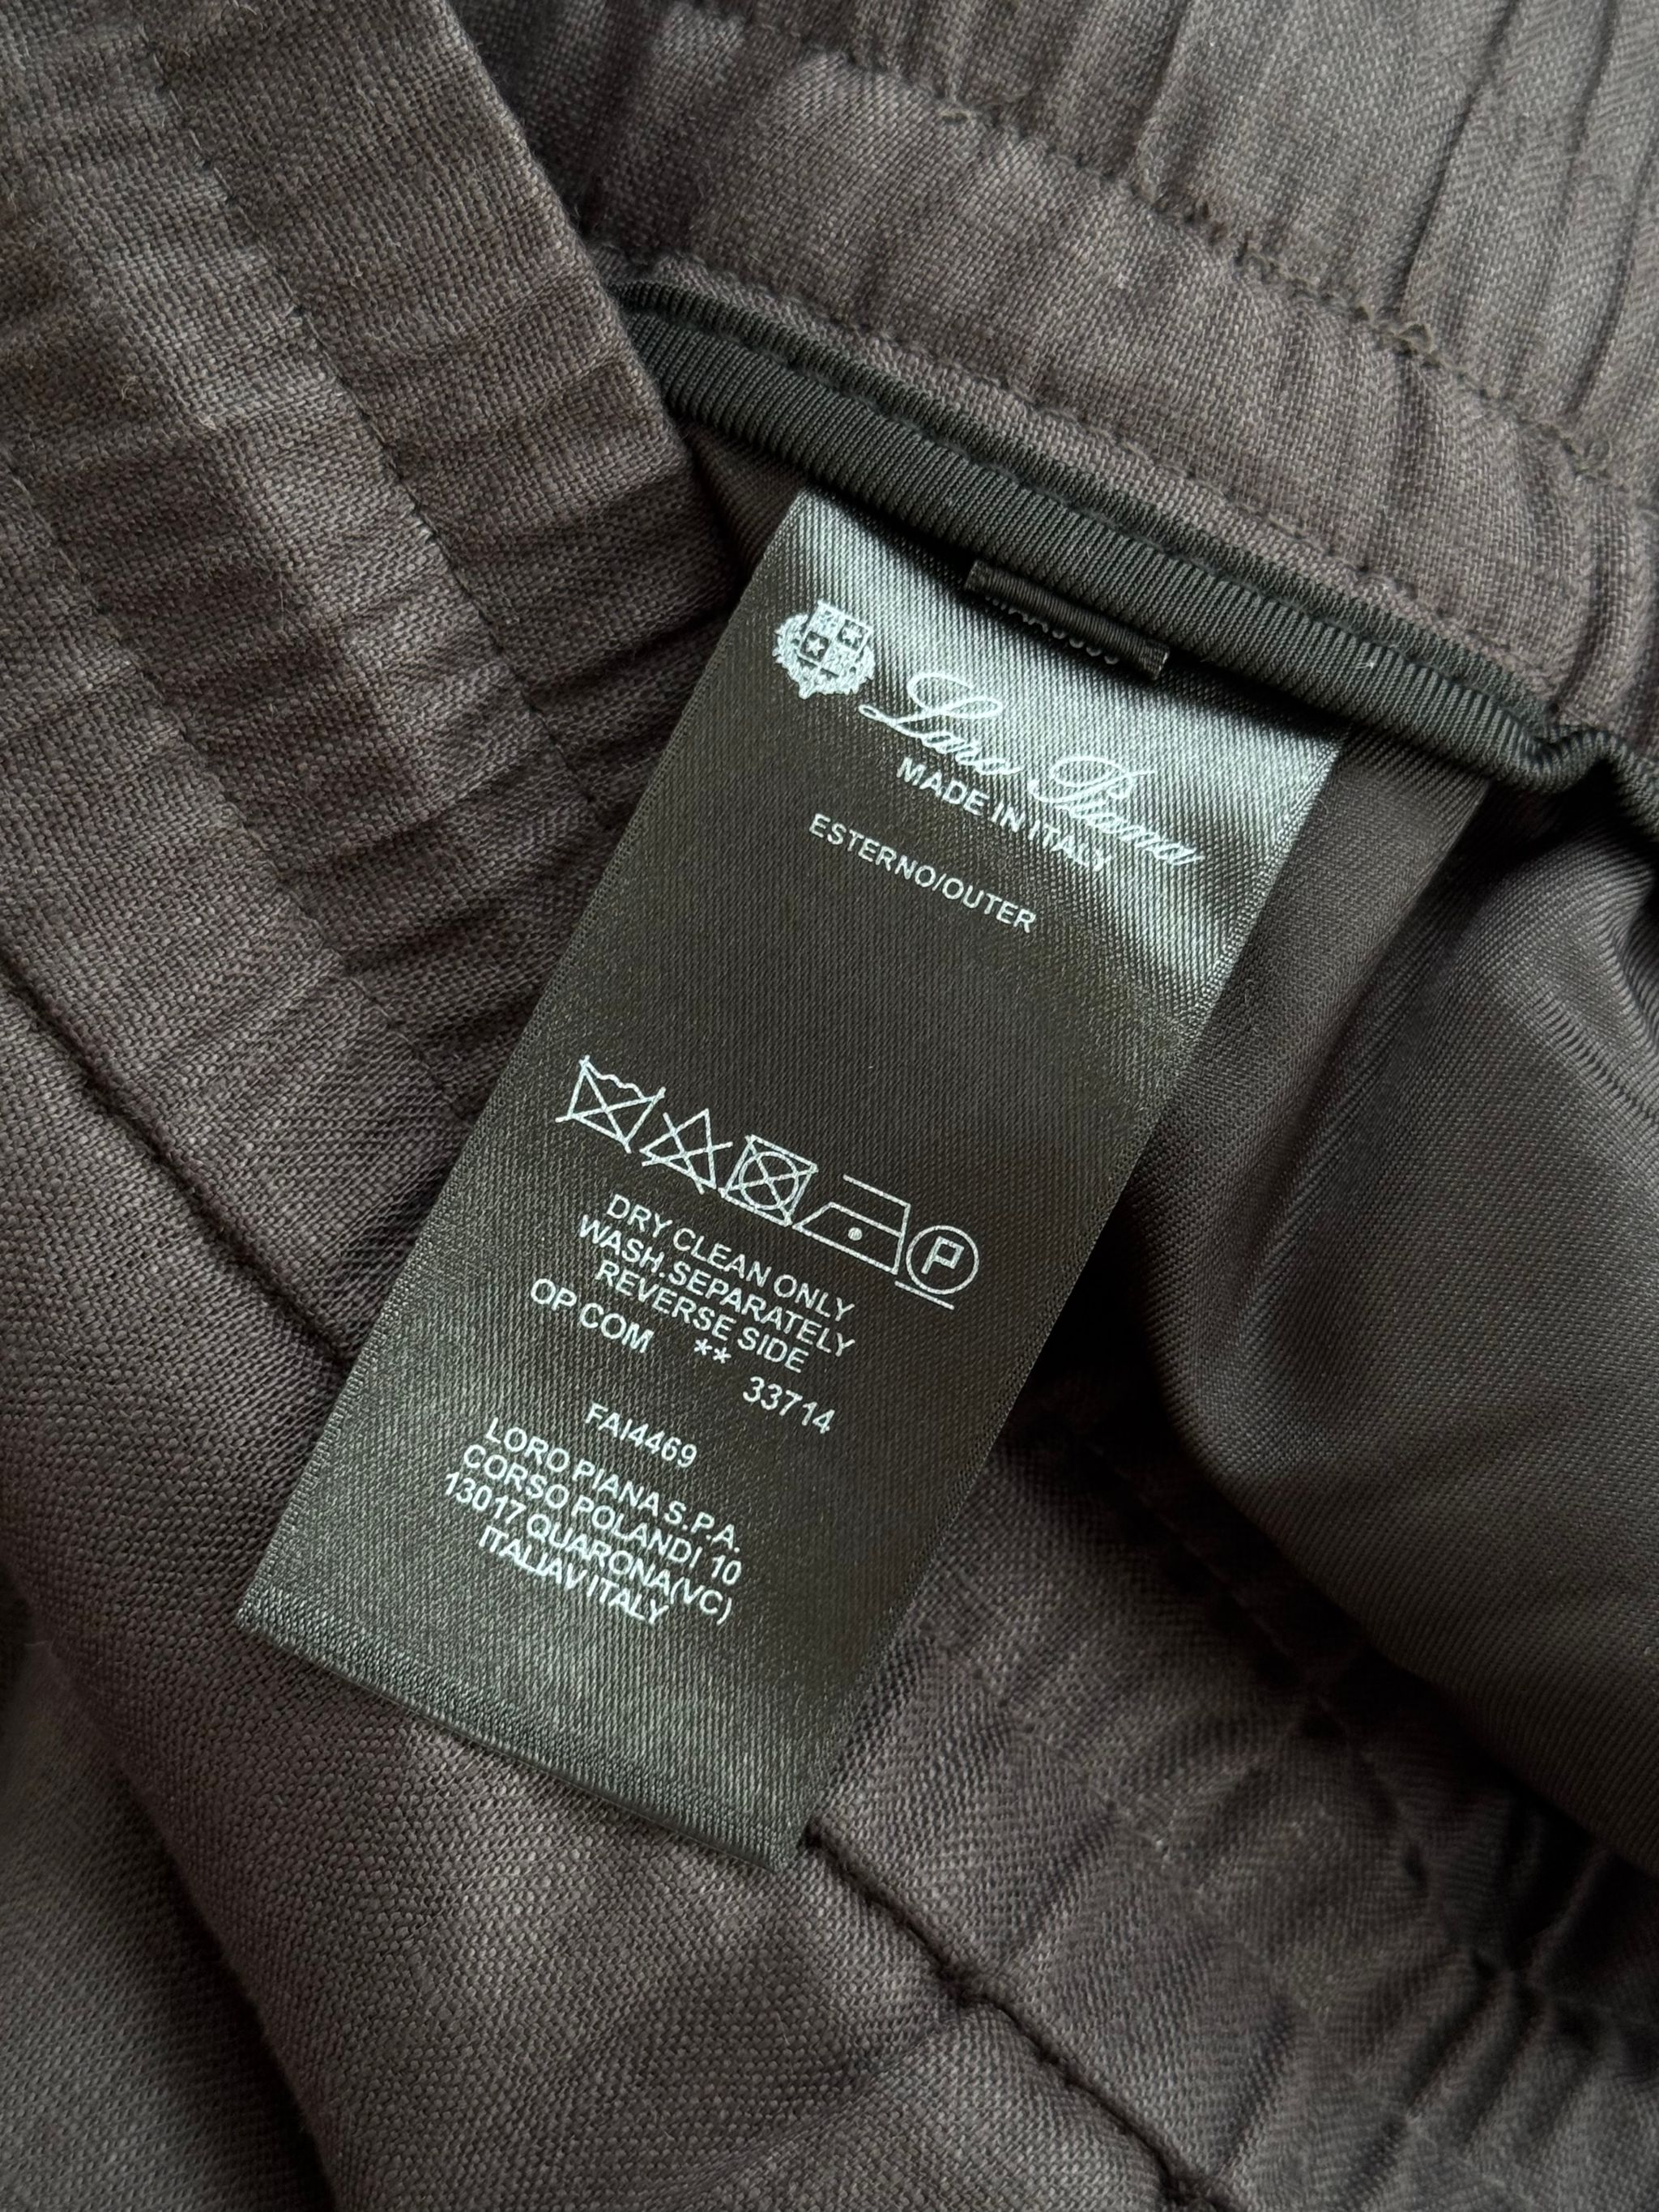 Loro Piana
MADE IN ITALY
ESTERNO/OUTER
P
DRY CLEAN ONLY
WASH.SEPARATELY
REVERSE SIDE
OP COM ** 33714
FAI4469
LORO PIANA S.P.A.
CORSO POLANDI 10
13017 QUARONA(VC)
ITALIAV ITALY